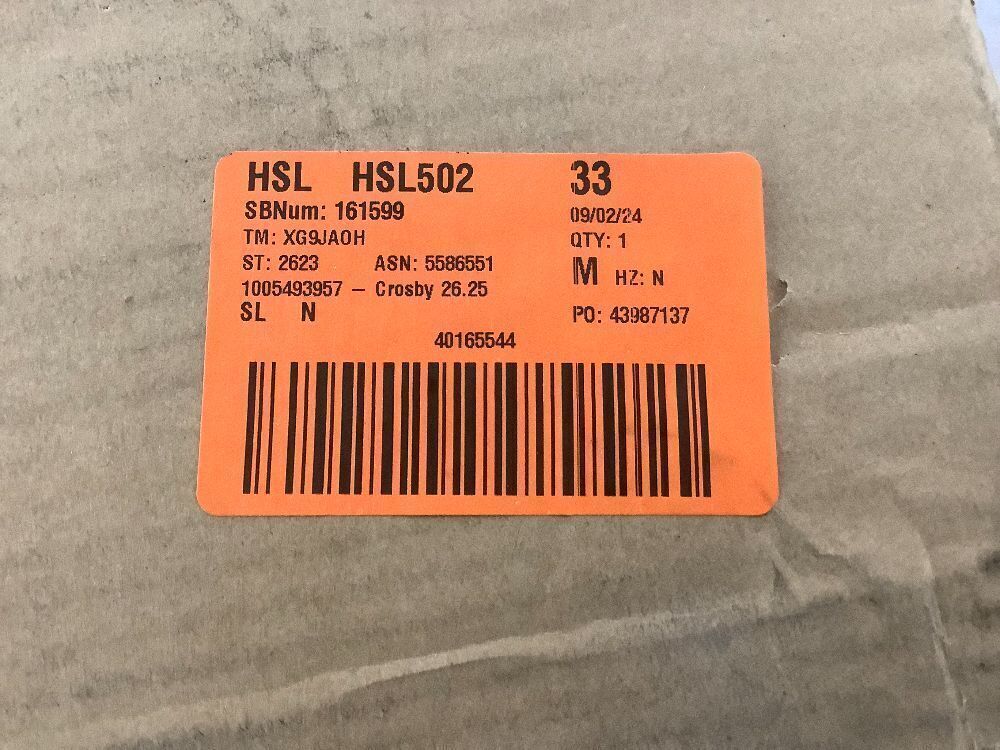 HSL HSL502 33
SBNum: 161599 09/02/24
TM: XG9JAOH QTY: 1
ST: 2623 ASN: 5586551 M HZ: N
1005493957 – Crosby 26.25
SL N PO: 43987137
40165544